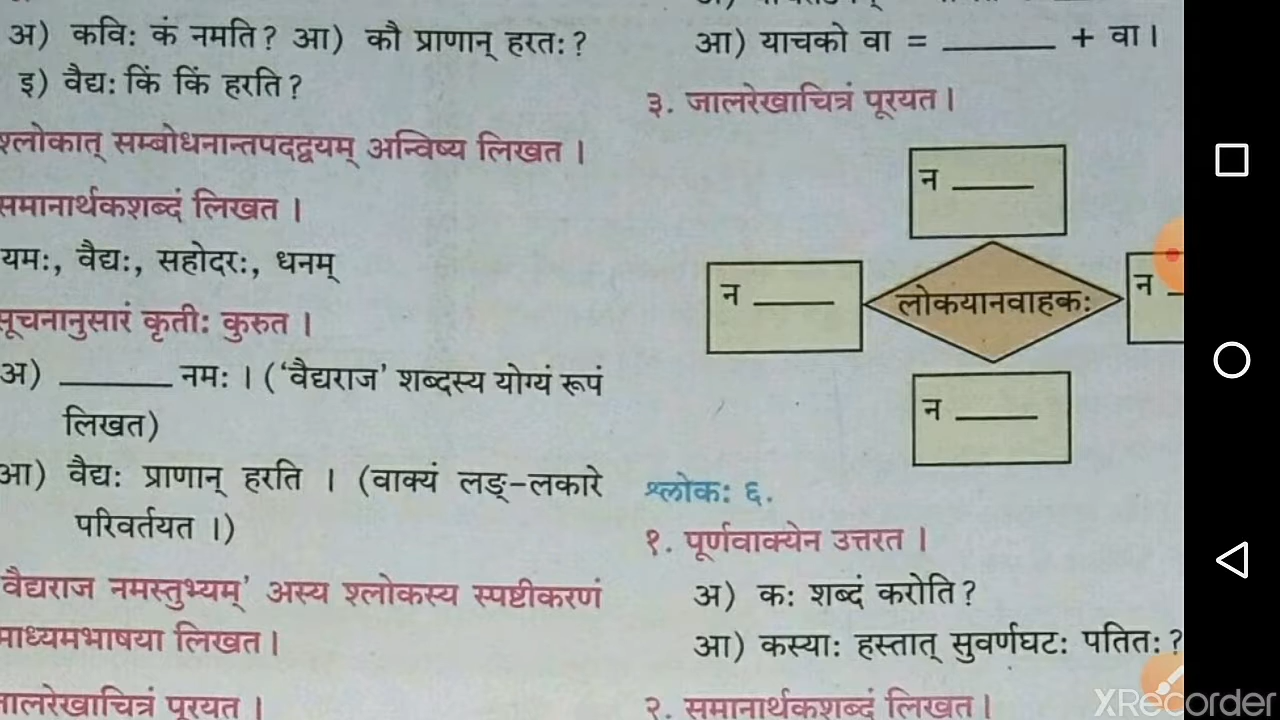 अ) कविः कं नमति? आ) कौ प्राणान् हरतः?
इ) वैद्यः किं किं हरति?
श्लोकात् सम्बोधनान्तपदद्वयम् अन्विष्य लिखत।
समानार्थकशब्दं लिखत।
यमः, वैद्यः, सहोदरः, धनम्
सूचनानुसारं कृतीः कुरुत।
अ) ______ नमः । ('वैद्यराज' शब्दस्य योग्यं रूपं
लिखत)
आ) वैद्यः प्राणान् हरति । (वाक्यं लङ्-लकारे
परिवर्तयत ।)
वैद्यराज नमस्तुभ्यम्' अस्य श्लोकस्य स्पष्टीकरणं
माध्यमभाषया लिखत।
जालरेखाचित्रं पूरयत।
आ) याचको वा = ______ + वा।
३. जालरेखाचित्रं पूरयत।
न ______
न ______
लोकयानवाहकः
न
न ______
श्लोकः ६.
१. पूर्णवाक्येन उत्तरत।
अ) कः शब्दं करोति?
आ) कस्याः हस्तात् सुवर्णघटः पतितः?
२. समानार्थकशब्दं लिखत।
XRecorder